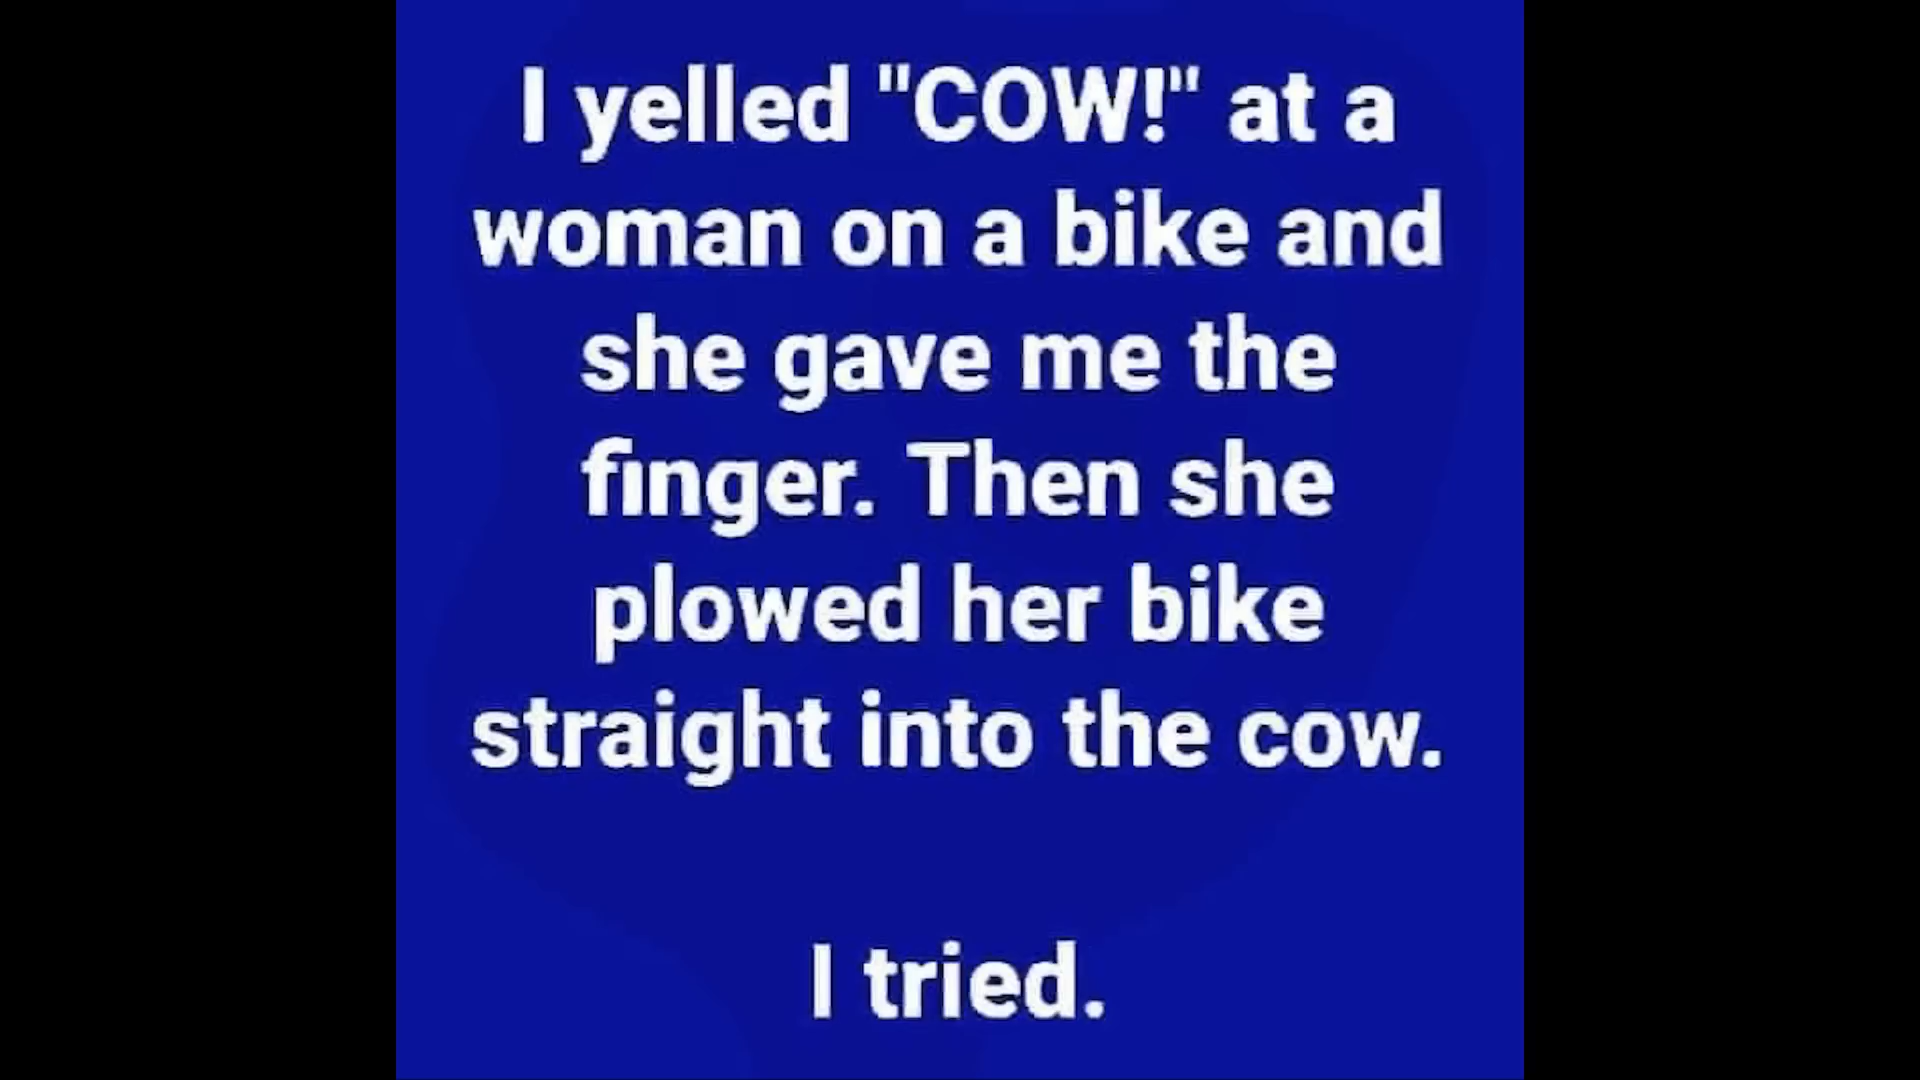 I yelled "COW!" at a
woman on a bike and
she gave me the
finger. Then she
plowed her bike
straight into the cow.
I tried.